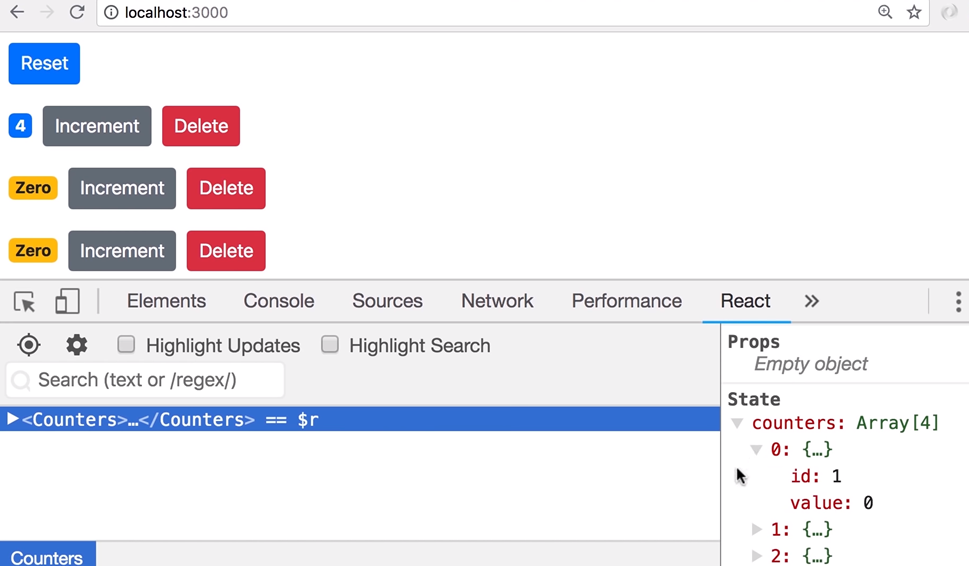 localhost:3000
Reset
4 Increment Delete
Zero Increment Delete
Zero Increment Delete
Elements Console Sources Network Performance React »
Highlight Updates Highlight Search
Search (text or /regex/)
<Counters>…</Counters> == $r
Counters
Props
Empty object
State
counters: Array[4]
0: {…}
id: 1
value: 0
1: {…}
2: {…}